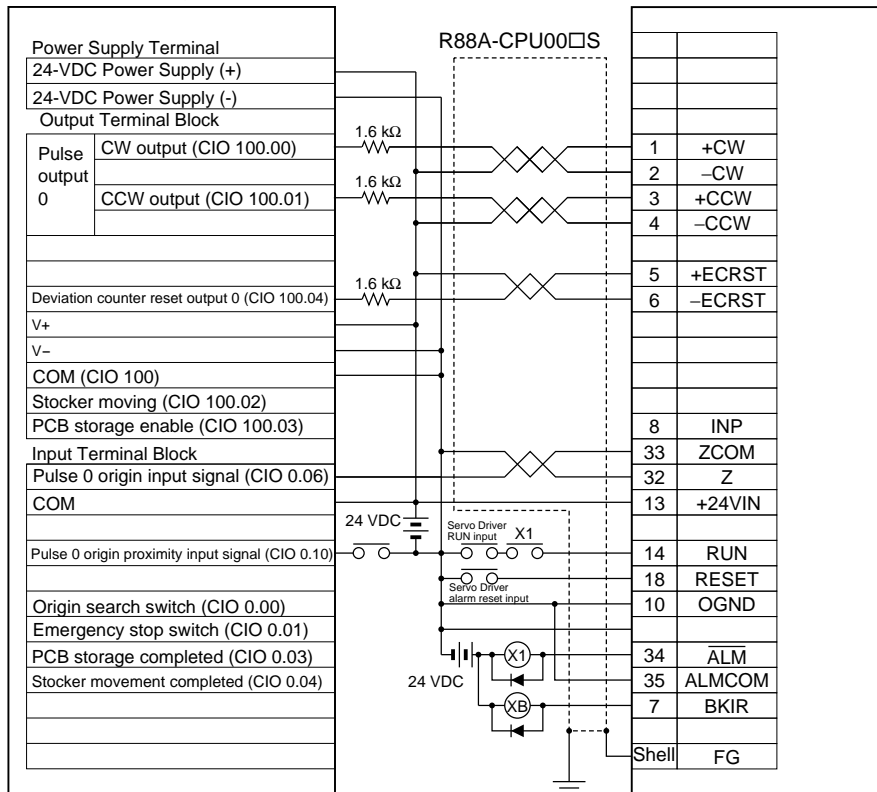 R88A-CPU00□S
Power Supply Terminal
24-VDC Power Supply (+)
24-VDC Power Supply (-)
Output Terminal Block
Pulse output 0
CW output (CIO 100.00)
CCW output (CIO 100.01)
1.6 kΩ
1.6 kΩ
1 +CW
2 −CW
3 +CCW
4 −CCW
Deviation counter reset output 0 (CIO 100.04)
1.6 kΩ
5 +ECRST
6 −ECRST
V+
V−
COM (CIO 100)
Stocker moving (CIO 100.02)
PCB storage enable (CIO 100.03)
8 INP
Input Terminal Block
33 ZCOM
Pulse 0 origin input signal (CIO 0.06)
32 Z
COM
13 +24VIN
24 VDC
Servo Driver
RUN input
X1
Pulse 0 origin proximity input signal (CIO 0.10)
14 RUN
Servo Driver
alarm reset input
18 RESET
Origin search switch (CIO 0.00)
10 OGND
Emergency stop switch (CIO 0.01)
PCB storage completed (CIO 0.03)
X1
34 A̅L̅M̅
Stocker movement completed (CIO 0.04)
24 VDC
35 ALMCOM
XB
7 BKIR
Shell FG